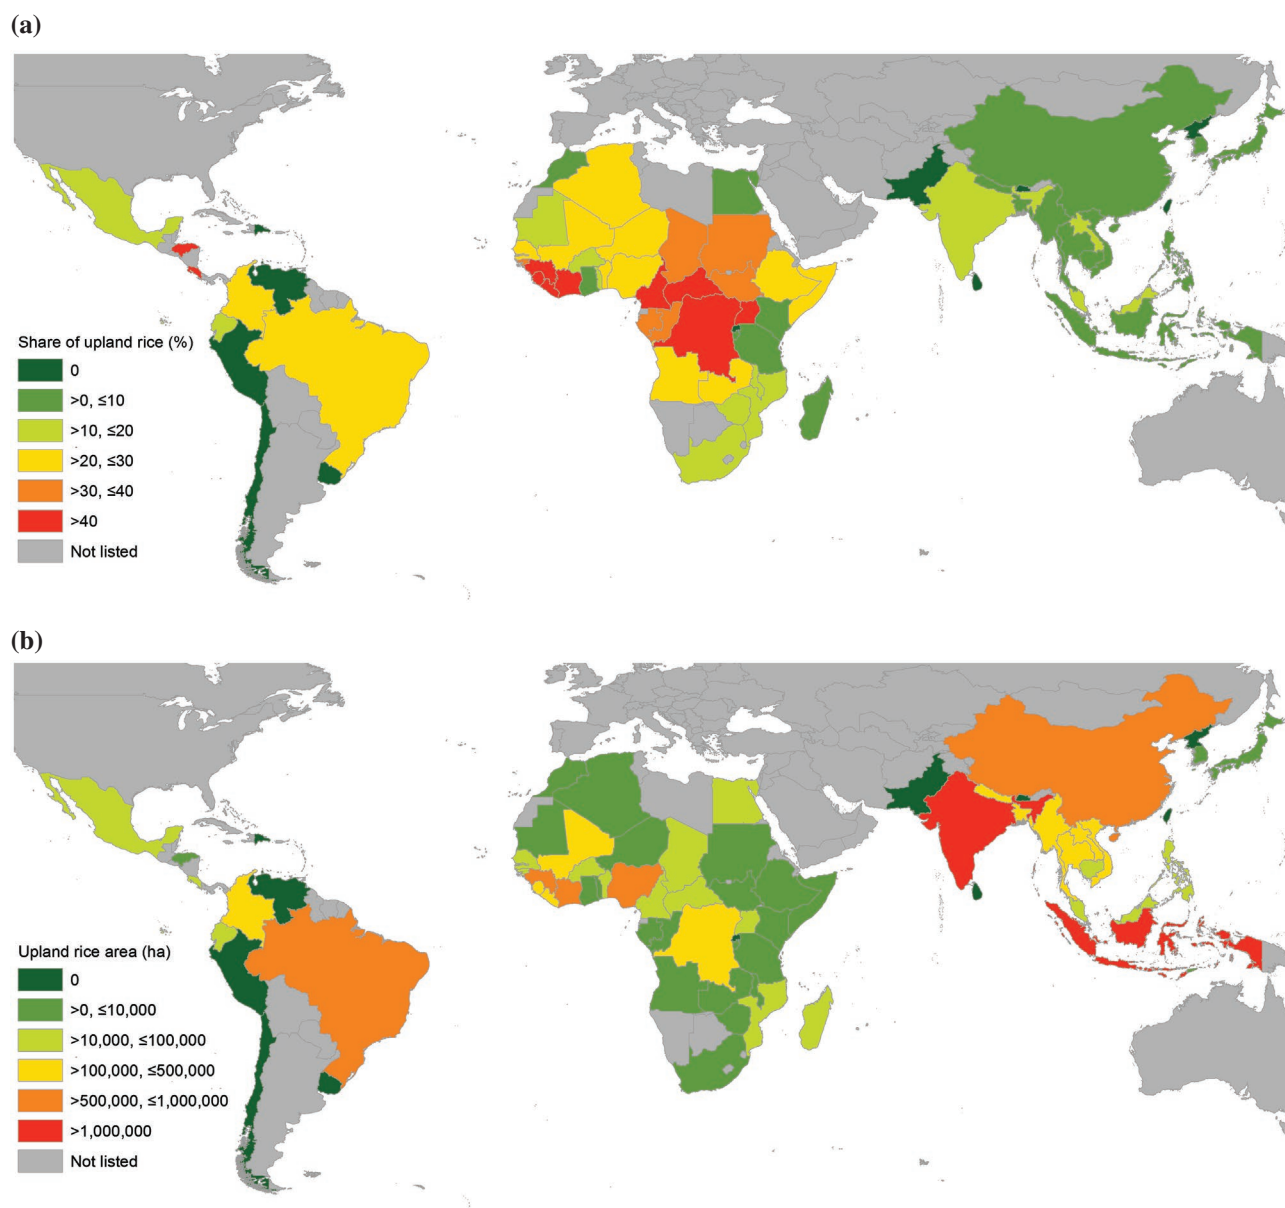 (a)
Share of upland rice (%)
0
>0, ≤10
>10, ≤20
>20, ≤30
>30, ≤40
>40
Not listed
(b)
Upland rice area (ha)
0
>0, ≤10,000
>10,000, ≤100,000
>100,000, ≤500,000
>500,000, ≤1,000,000
>1,000,000
Not listed